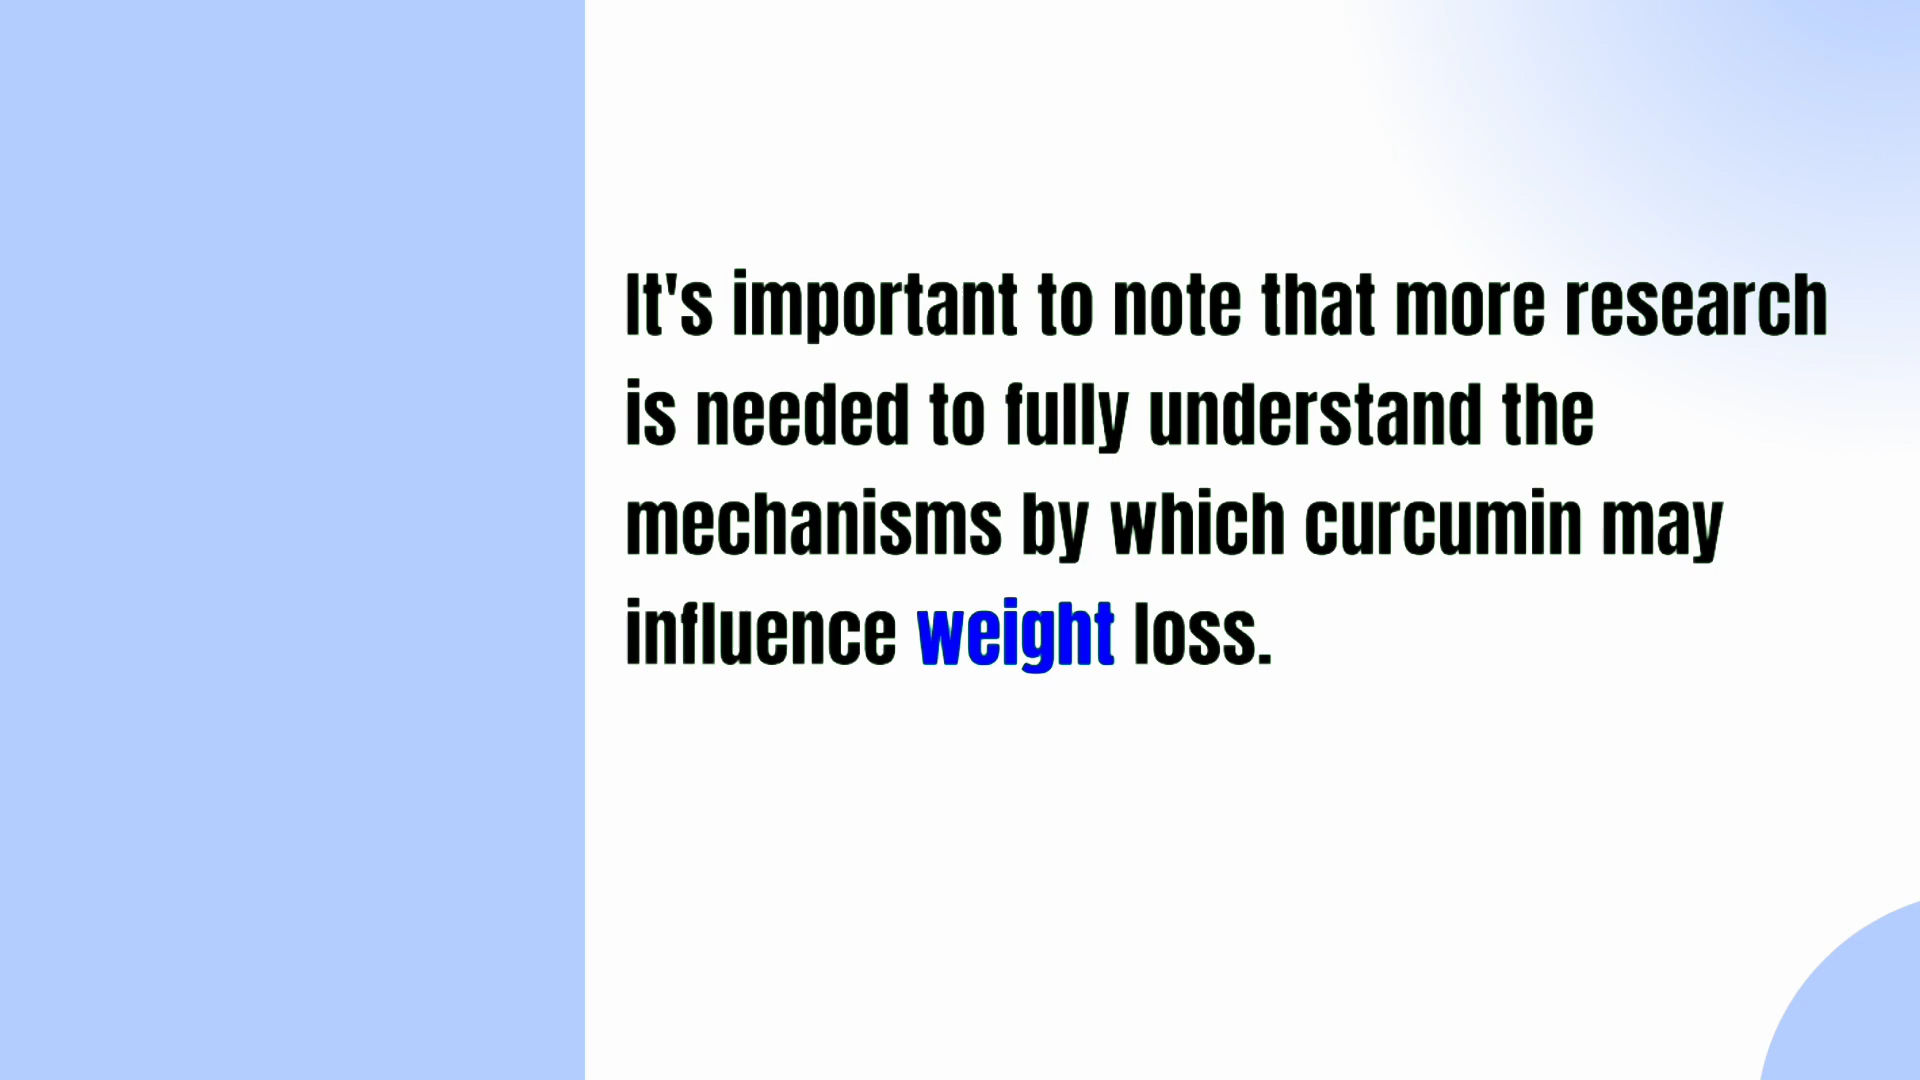 It's important to note that more research
is needed to fully understand the
mechanisms by which curcumin may
influence weight loss.